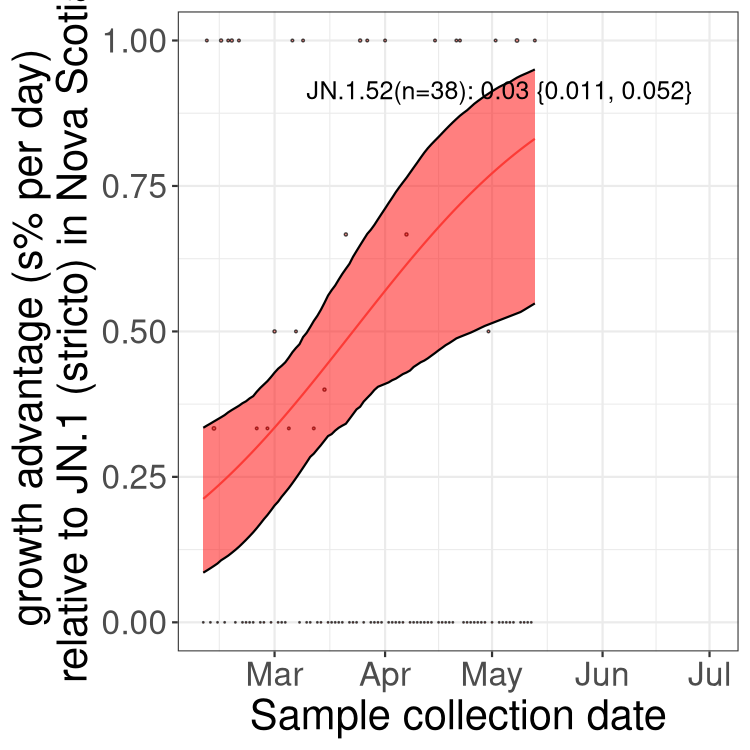 growth advantage (s% per day)
relative to JN.1 (stricto) in Nova Scotia
1.00
0.75
0.50
0.25
0.00
JN.1.52(n=38): 0.03 {0.011, 0.052}
Mar Apr May Jun Jul
Sample collection date